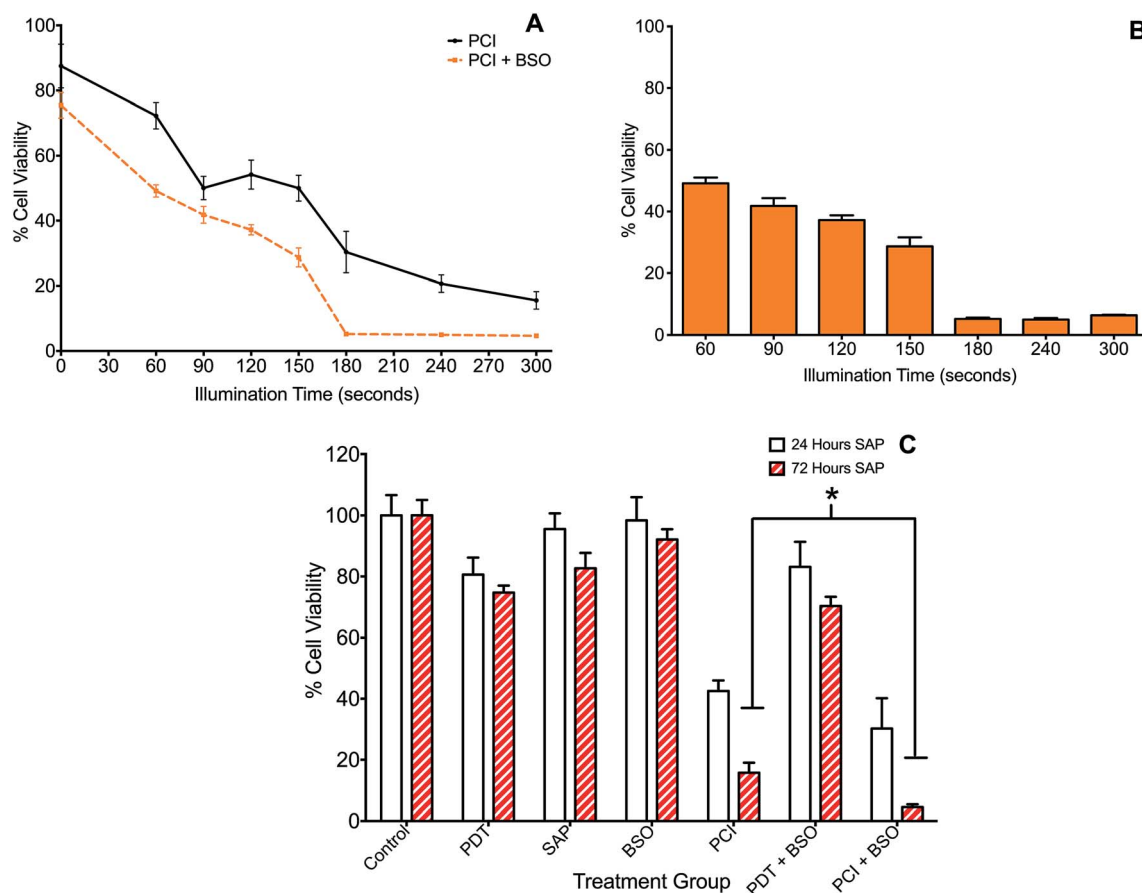 A
PCI
PCI + BSO
% Cell Viability
100
80
60
40
20
0
0 30 60 90 120 150 180 210 240 270 300
Illumination Time (seconds)
B
% Cell Viability
100
80
60
40
20
0
60 90 120 150 180 240 300
Illumination Time (seconds)
C
24 Hours SAP
72 Hours SAP
*
% Cell Viability
120
100
80
60
40
20
0
Control PDT SAP BSO PCI PDT + BSO PCI + BSO
Treatment Group